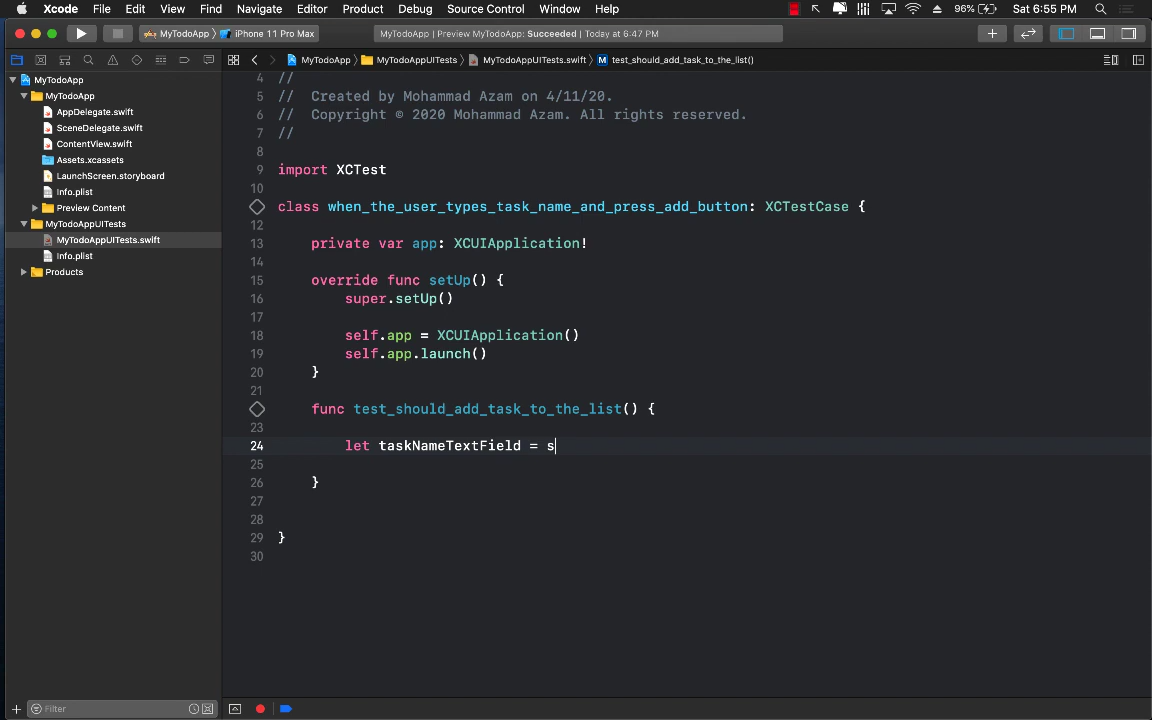 Xcode File Edit View Find Navigate Editor Product Debug Source Control Window Help 96% Sat 6:55 PM
MyTodoApp iPhone 11 Pro Max MyTodoApp | Preview MyTodoApp: Succeeded | Today at 6:47 PM
MyTodoApp MyTodoAppUITests MyTodoAppUITests.swift M test_should_add_task_to_the_list()
MyTodoApp
MyTodoApp
AppDelegate.swift
SceneDelegate.swift
ContentView.swift
Assets.xcassets
LaunchScreen.storyboard
Info.plist
Preview Content
MyTodoAppUITests
MyTodoAppUITests.swift
Info.plist
Products
4 //
5 // Created by Mohammad Azam on 4/11/20.
6 // Copyright © 2020 Mohammad Azam. All rights reserved.
7 //
8
9 import XCTest
10
class when_the_user_types_task_name_and_press_add_button: XCTestCase {
12
13 private var app: XCUIApplication!
14
15 override func setUp() {
16 super.setUp()
17
18 self.app = XCUIApplication()
19 self.app.launch()
20 }
21
func test_should_add_task_to_the_list() {
23
24 let taskNameTextField = s
25
26 }
27
28
29 }
30
Filter